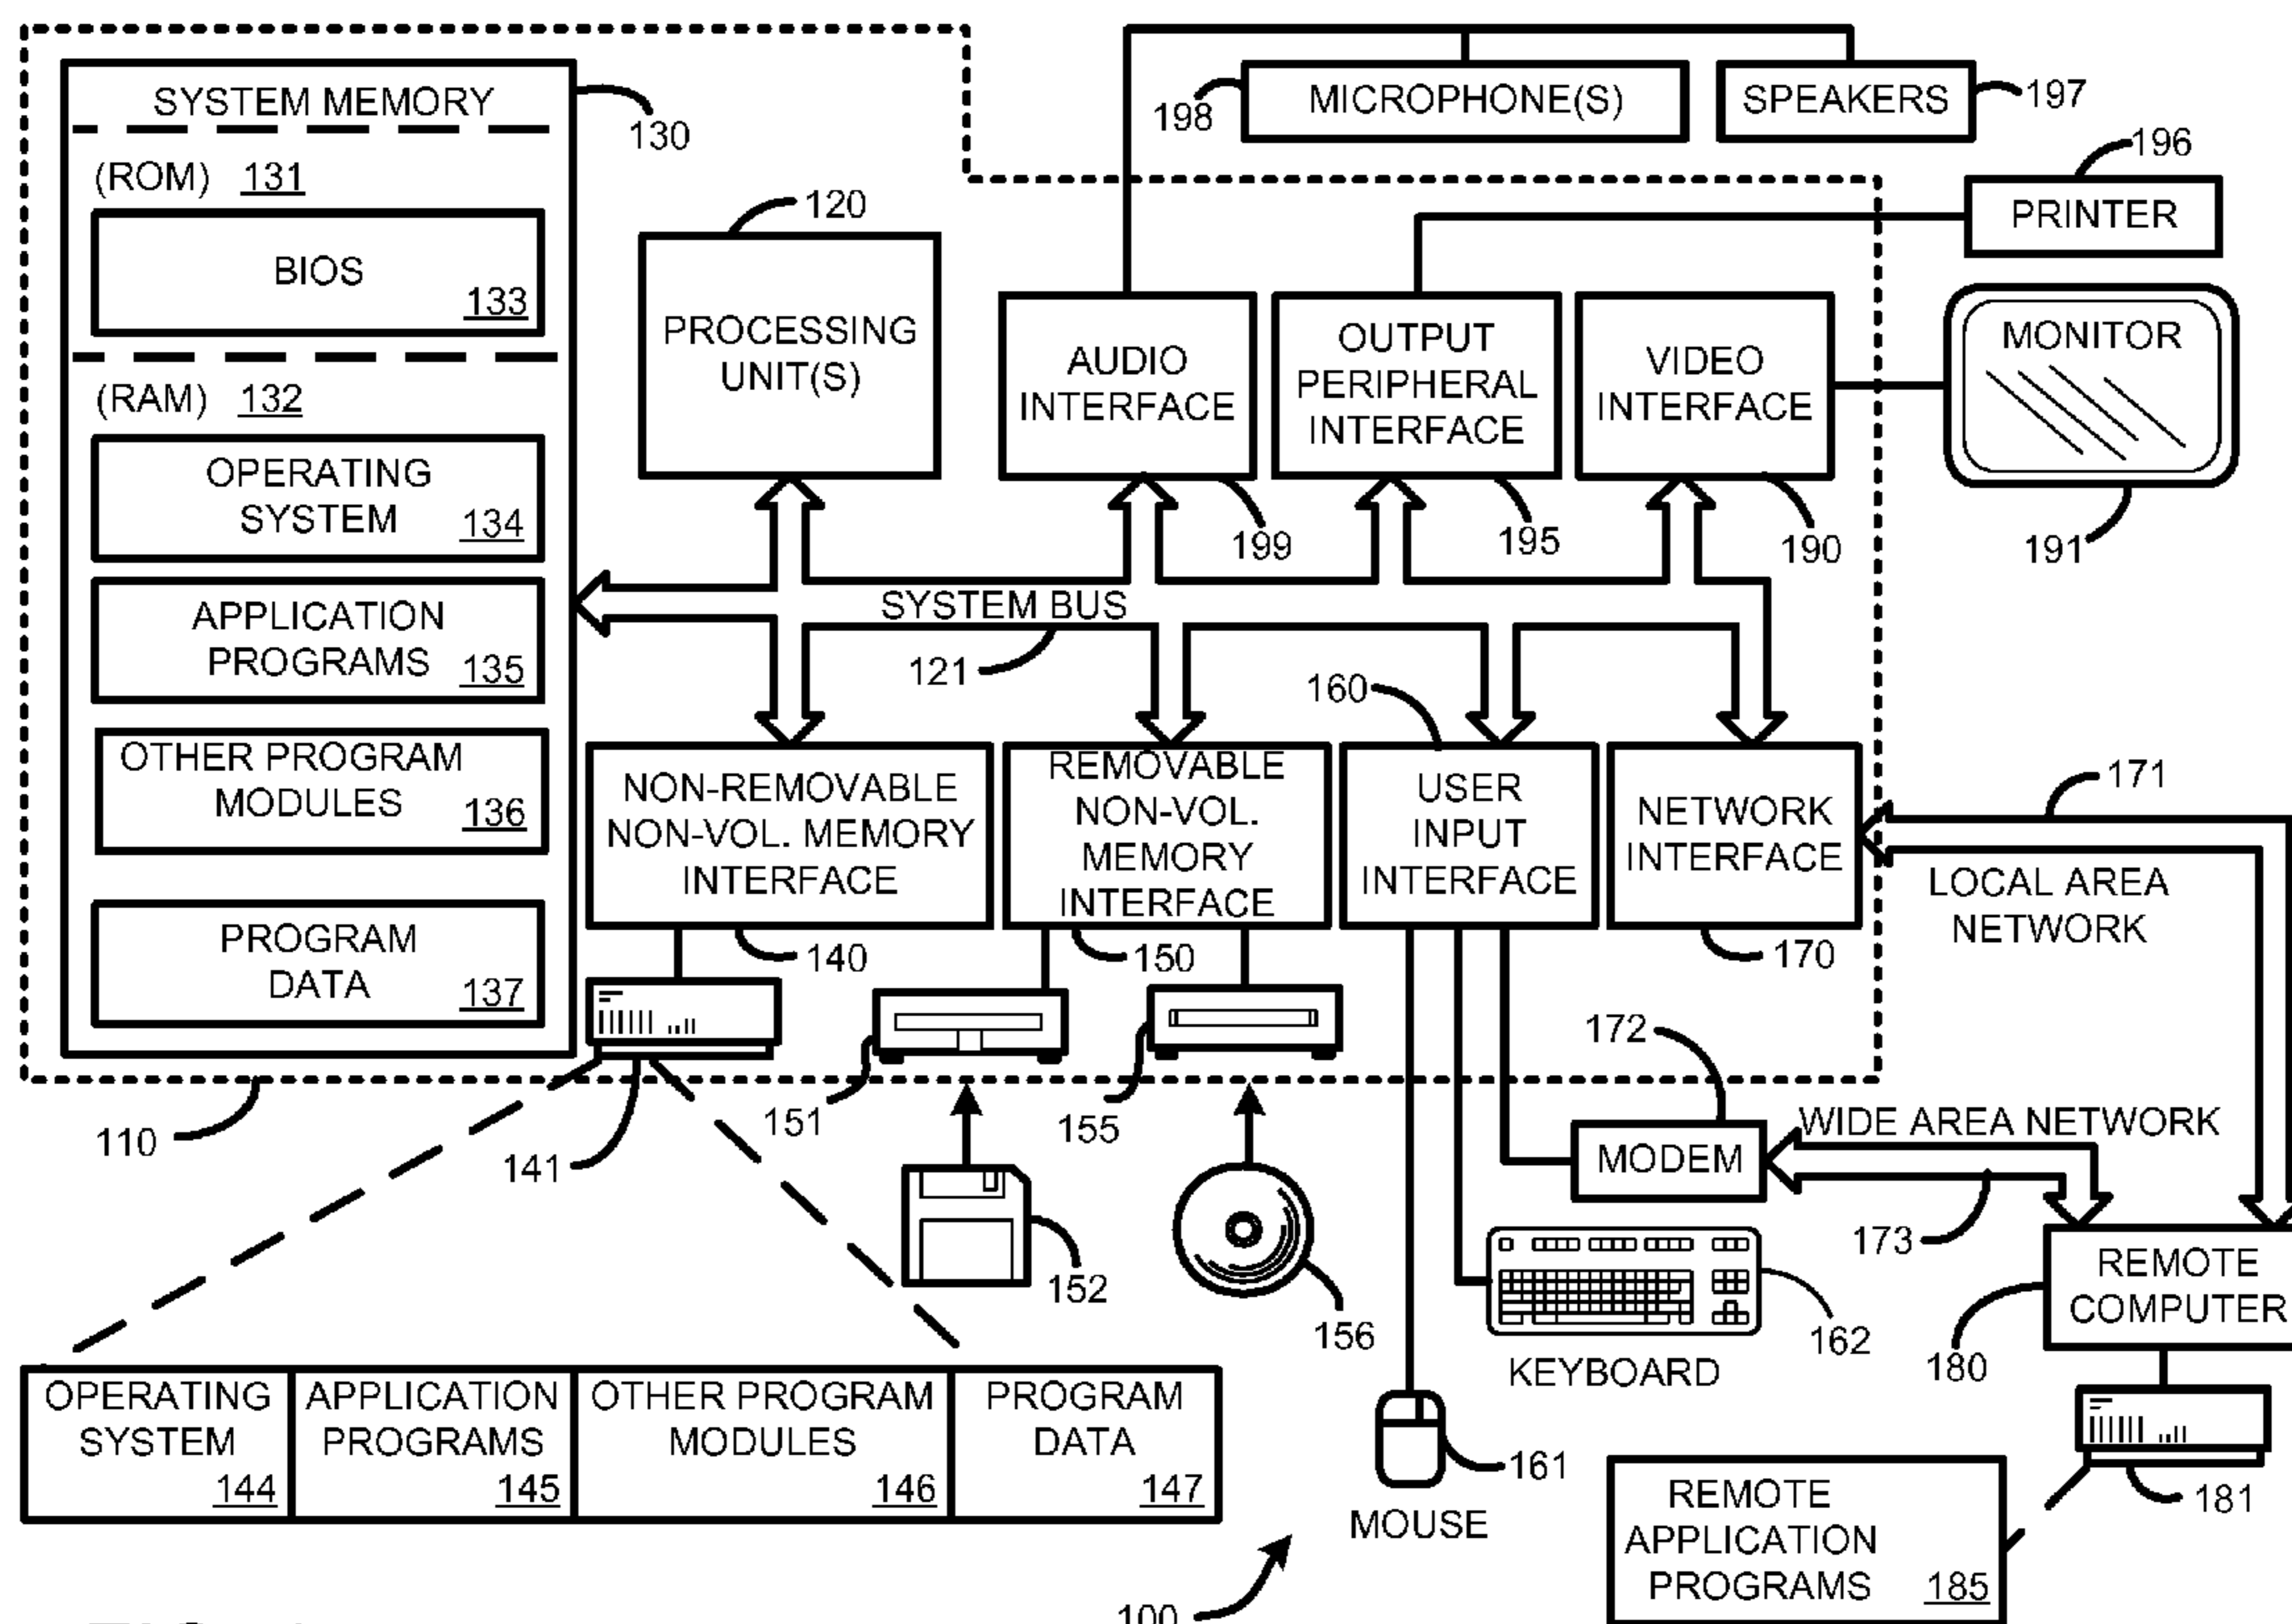 SYSTEM MEMORY
130
(ROM) 131
BIOS
133
(RAM) 132
OPERATING
SYSTEM 134
APPLICATION
PROGRAMS 135
OTHER PROGRAM
MODULES 136
PROGRAM
DATA 137
120
PROCESSING
UNIT(S)
198
MICROPHONE(S)
SPEAKERS
197
196
PRINTER
AUDIO
INTERFACE
199
OUTPUT
PERIPHERAL
INTERFACE
195
VIDEO
INTERFACE
190
MONITOR
191
SYSTEM BUS
121
160
NON-REMOVABLE
NON-VOL. MEMORY
INTERFACE
140
REMOVABLE
NON-VOL.
MEMORY
INTERFACE
150
USER
INPUT
INTERFACE
NETWORK
INTERFACE
170
171
LOCAL AREA
NETWORK
110
141
151
155
152
156
172
MODEM
WIDE AREA NETWORK
173
162
KEYBOARD
161
MOUSE
REMOTE
COMPUTER
180
181
OPERATING
SYSTEM
144
APPLICATION
PROGRAMS
145
OTHER PROGRAM
MODULES
146
PROGRAM
DATA
147
REMOTE
APPLICATION
PROGRAMS 185
100